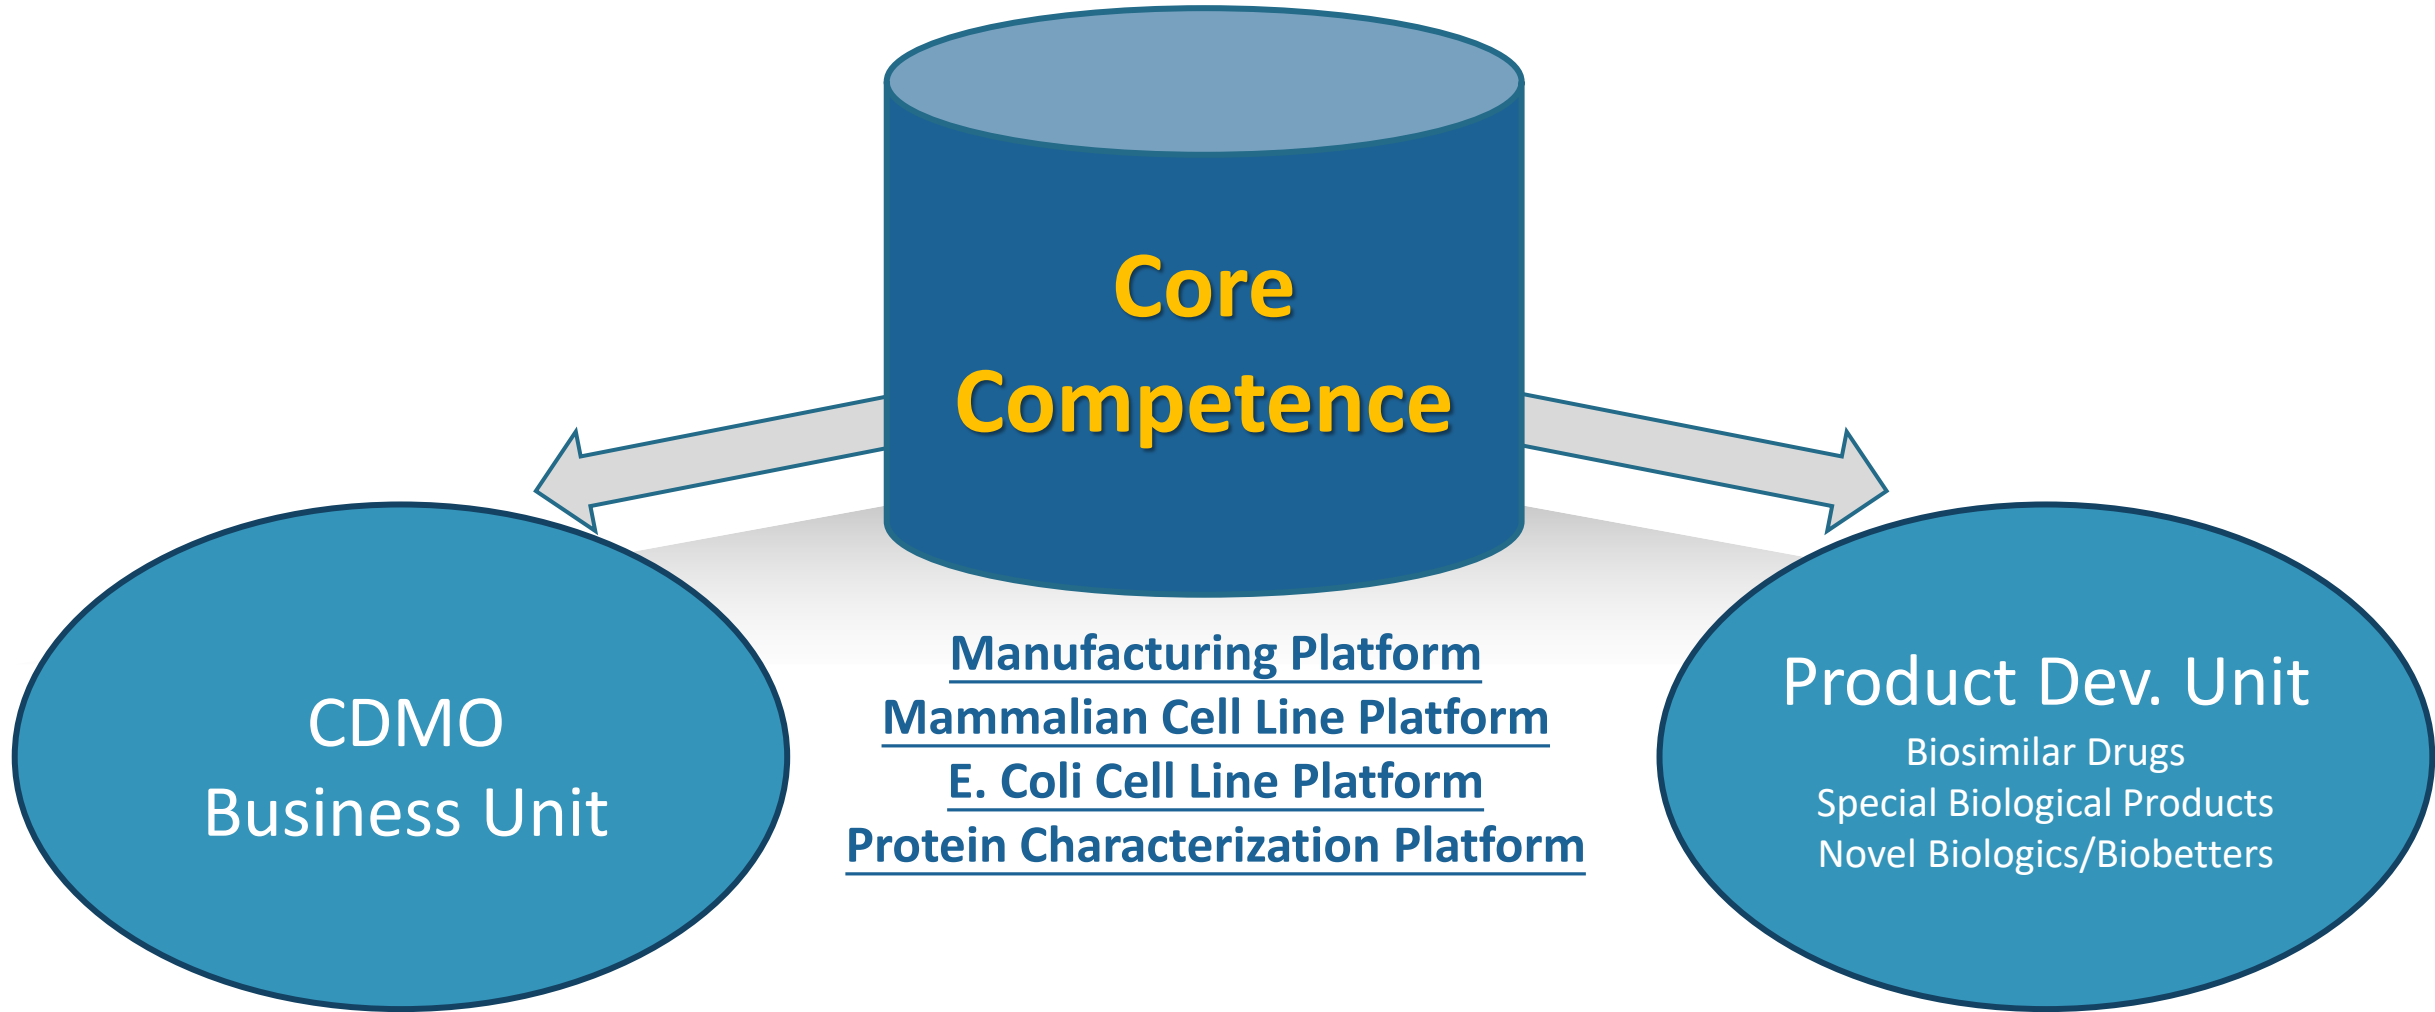 Core
Competence
CDMO
Business Unit
Manufacturing Platform
Mammalian Cell Line Platform
E. Coli Cell Line Platform
Protein Characterization Platform
Product Dev. Unit
Biosimilar Drugs
Special Biological Products
Novel Biologics/Biobetters